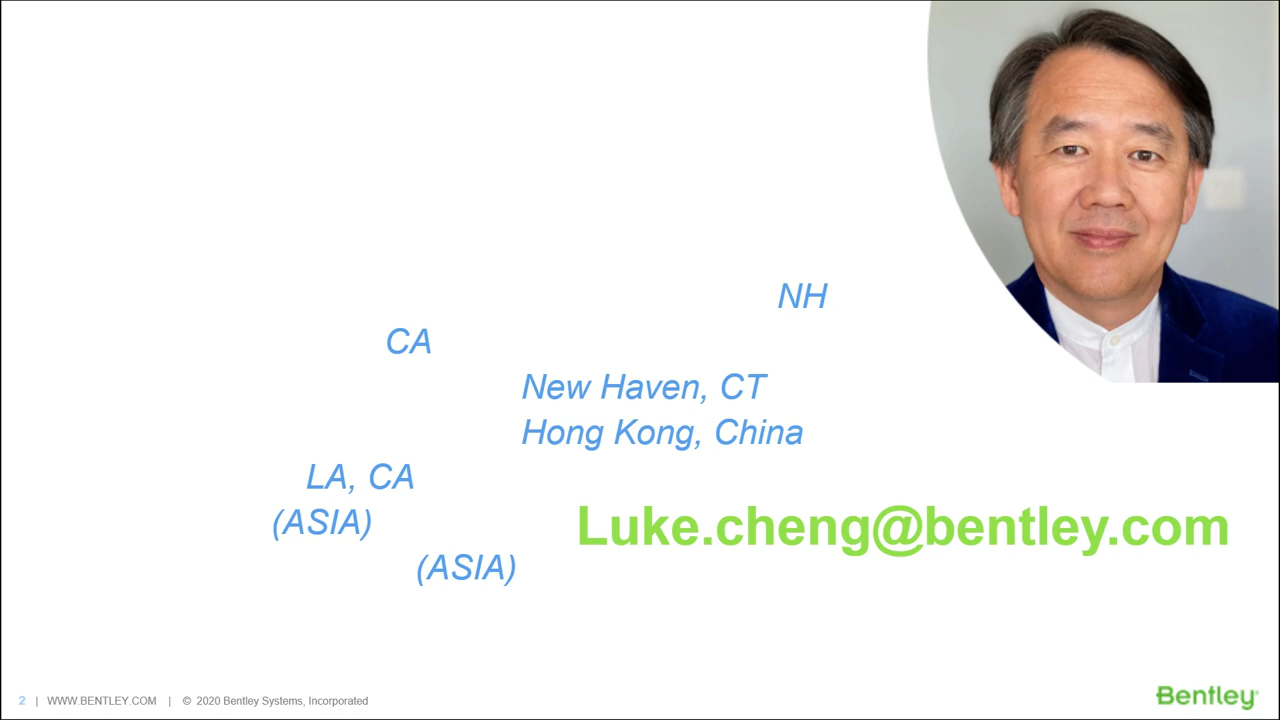 NH
CA
New Haven, CT
Hong Kong, China
LA, CA
(ASIA)
Luke.cheng@bentley.com
(ASIA)
2 | WWW.BENTLEY.COM | © 2020 Bentley Systems, Incorporated
Bentley